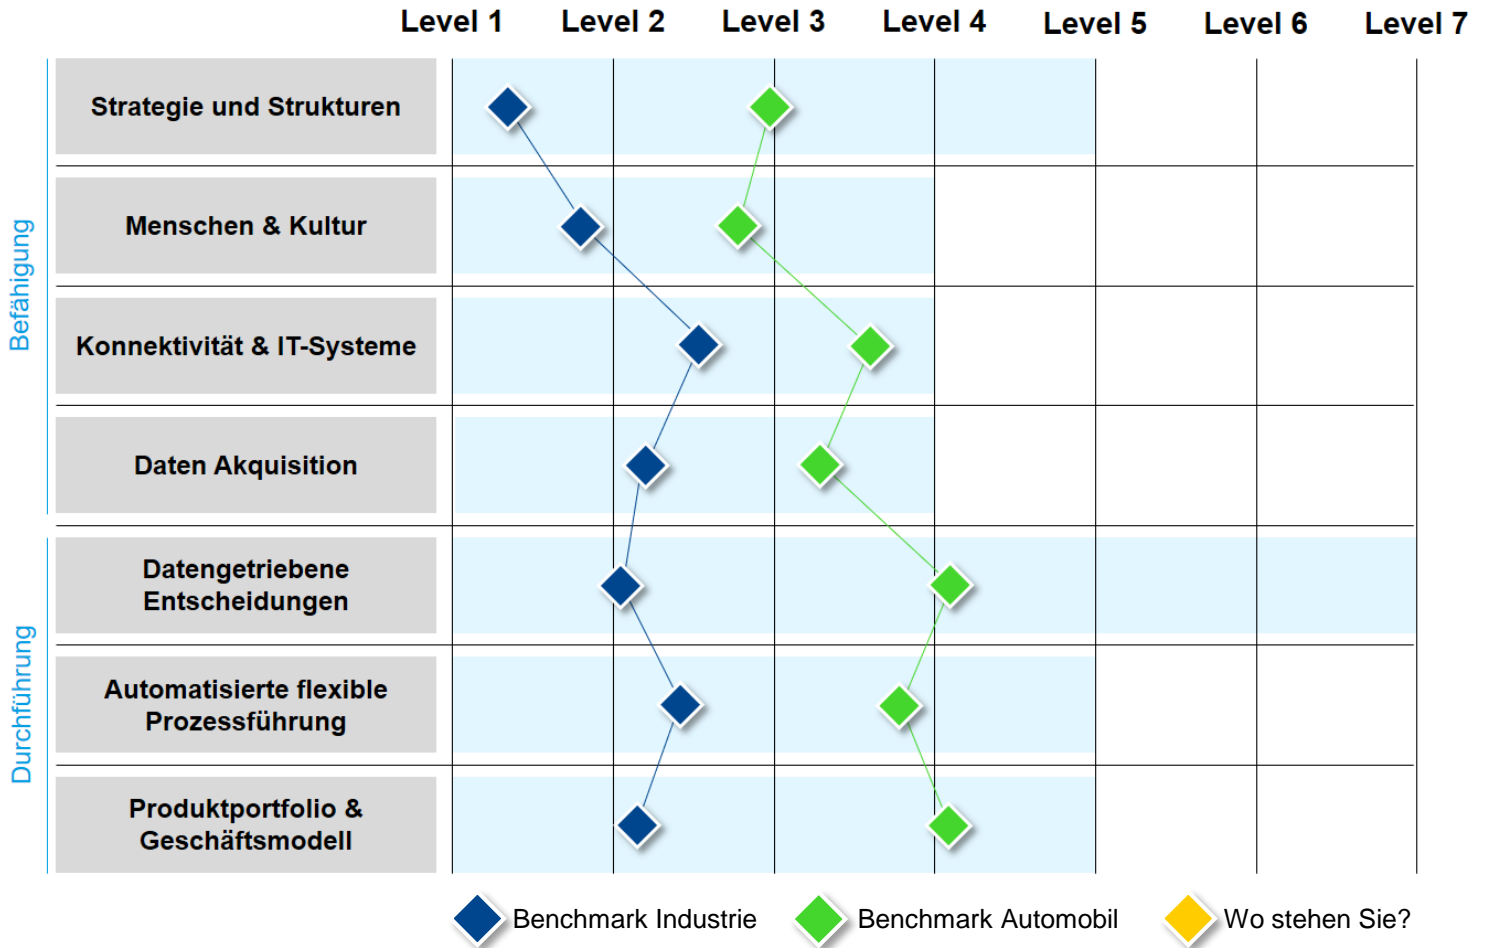 Level 1 Level 2 Level 3 Level 4 Level 5 Level 6 Level 7
Befähigung
Strategie und Strukturen
Menschen & Kultur
Konnektivität & IT-Systeme
Daten Akquisition
Durchführung
Datengetriebene
Entscheidungen
Automatisierte flexible
Prozessführung
Produktportfolio &
Geschäftsmodell
Benchmark Industrie Benchmark Automobil Wo stehen Sie?